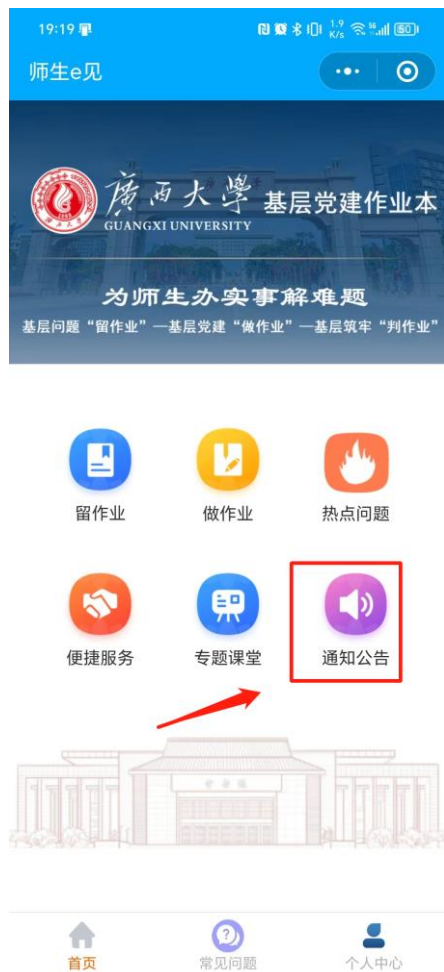 19:19
1.9
K/s
5G
50
师生e见
廣西大學
GUANGXI UNIVERSITY
基层党建作业本
为师生办实事解难题
基层问题“留作业”—基层党建“做作业”—基层筑牢“判作业”
留作业
做作业
热点问题
便捷服务
专题课堂
通知公告
首页
常见问题
个人中心